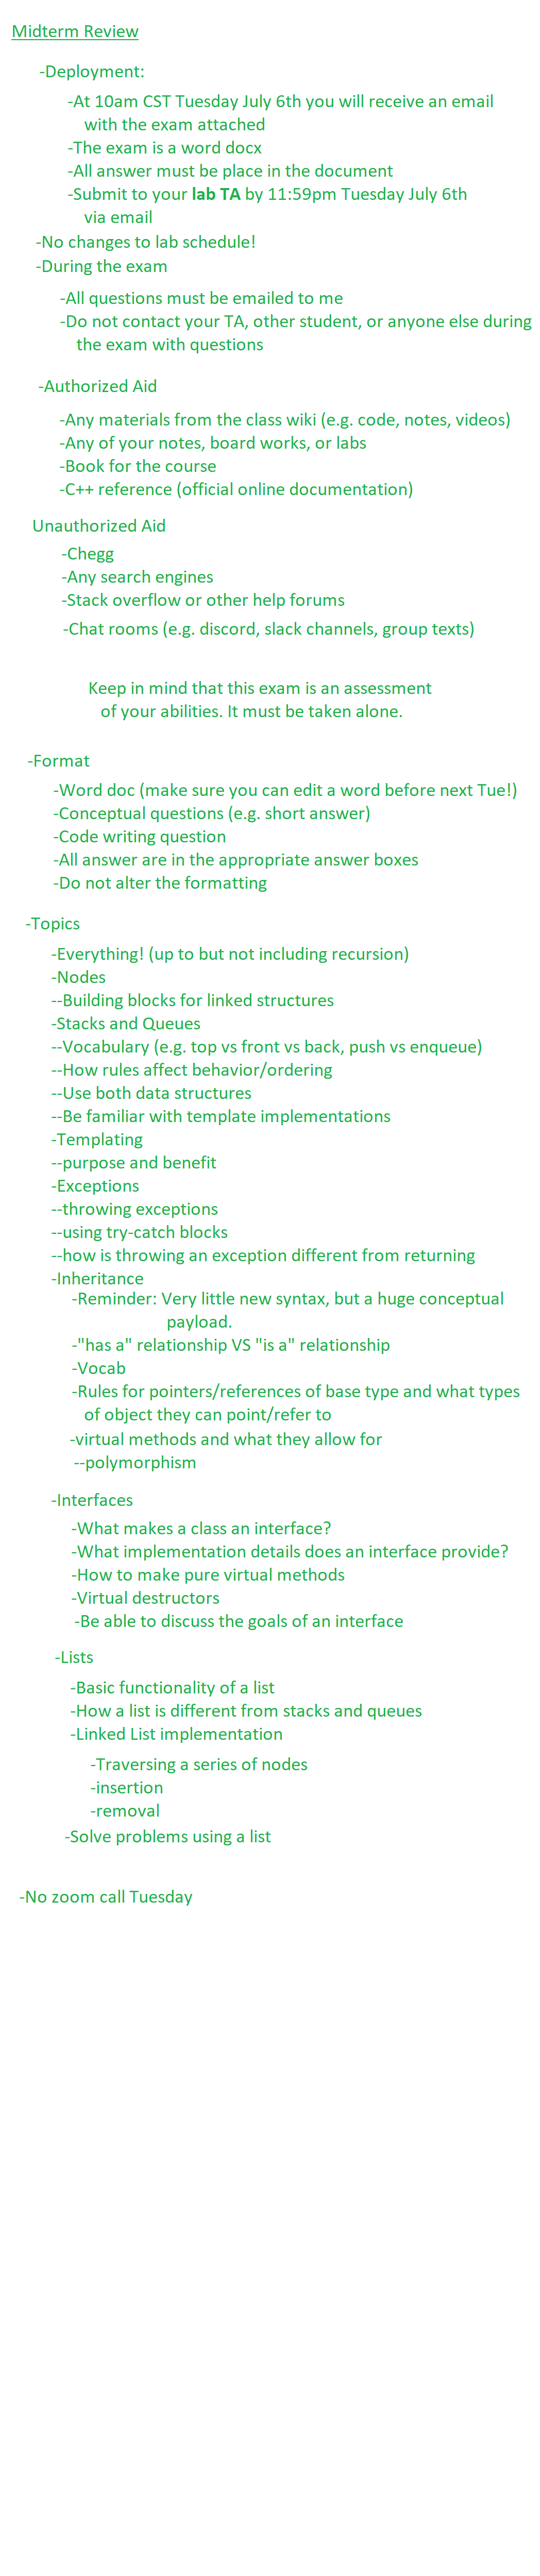 Midterm Review
-Deployment:
-At 10am CST Tuesday July 6th you will receive an email
with the exam attached
-The exam is a word docx
-All answer must be place in the document
-Submit to your lab TA by 11:59pm Tuesday July 6th
via email
-No changes to lab schedule!
-During the exam
-All questions must be emailed to me
-Do not contact your TA, other student, or anyone else during
the exam with questions
-Authorized Aid
-Any materials from the class wiki (e.g. code, notes, videos)
-Any of your notes, board works, or labs
-Book for the course
-C++ reference (official online documentation)
Unauthorized Aid
-Chegg
-Any search engines
-Stack overflow or other help forums
-Chat rooms (e.g. discord, slack channels, group texts)
Keep in mind that this exam is an assessment
of your abilities. It must be taken alone.
-Format
-Word doc (make sure you can edit a word before next Tue!)
-Conceptual questions (e.g. short answer)
-Code writing question
-All answer are in the appropriate answer boxes
-Do not alter the formatting
-Topics
-Everything! (up to but not including recursion)
-Nodes
--Building blocks for linked structures
-Stacks and Queues
--Vocabulary (e.g. top vs front vs back, push vs enqueue)
--How rules affect behavior/ordering
--Use both data structures
--Be familiar with template implementations
-Templating
--purpose and benefit
-Exceptions
--throwing exceptions
--using try-catch blocks
--how is throwing an exception different from returning
-Inheritance
-Reminder: Very little new syntax, but a huge conceptual
payload.
-"has a" relationship VS "is a" relationship
-Vocab
-Rules for pointers/references of base type and what types
of object they can point/refer to
-virtual methods and what they allow for
--polymorphism
-Interfaces
-What makes a class an interface?
-What implementation details does an interface provide?
-How to make pure virtual methods
-Virtual destructors
-Be able to discuss the goals of an interface
-Lists
-Basic functionality of a list
-How a list is different from stacks and queues
-Linked List implementation
-Traversing a series of nodes
-insertion
-removal
-Solve problems using a list
-No zoom call Tuesday